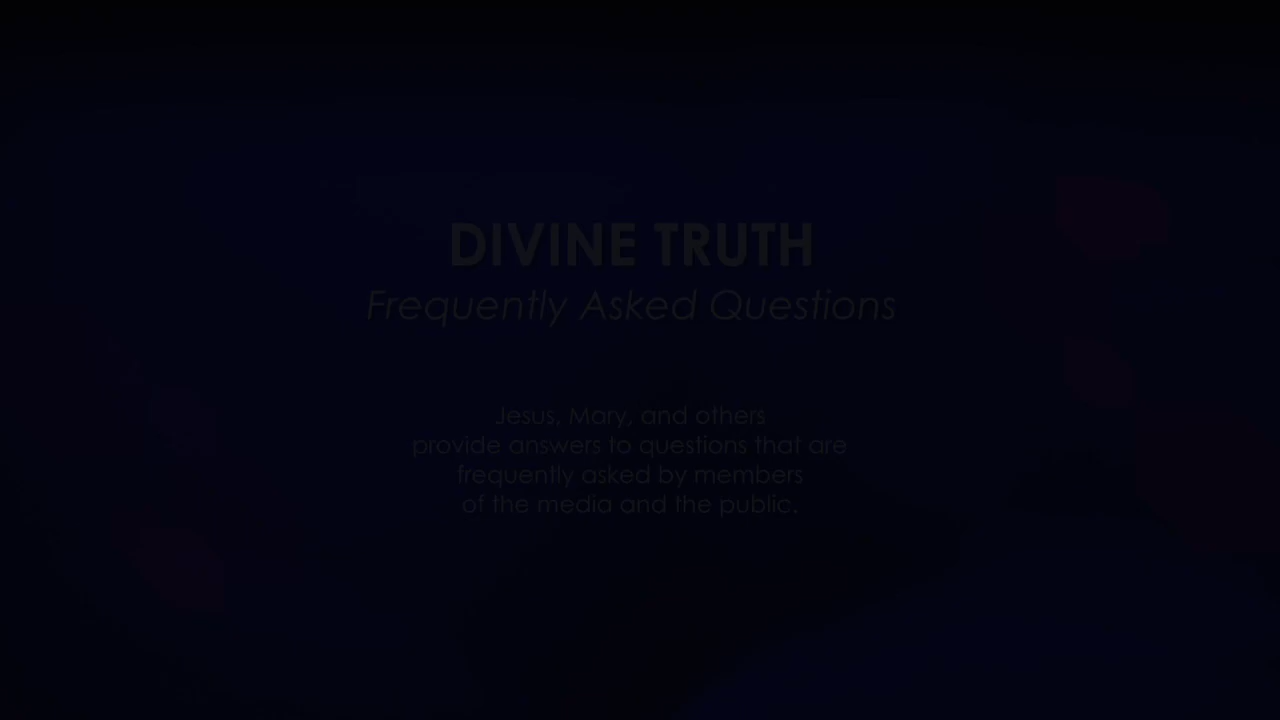 DIVINE TRUTH
Frequently Asked Questions
Jesus, Mary, and others
provide answers to questions that are
frequently asked by members
of the media and the public.